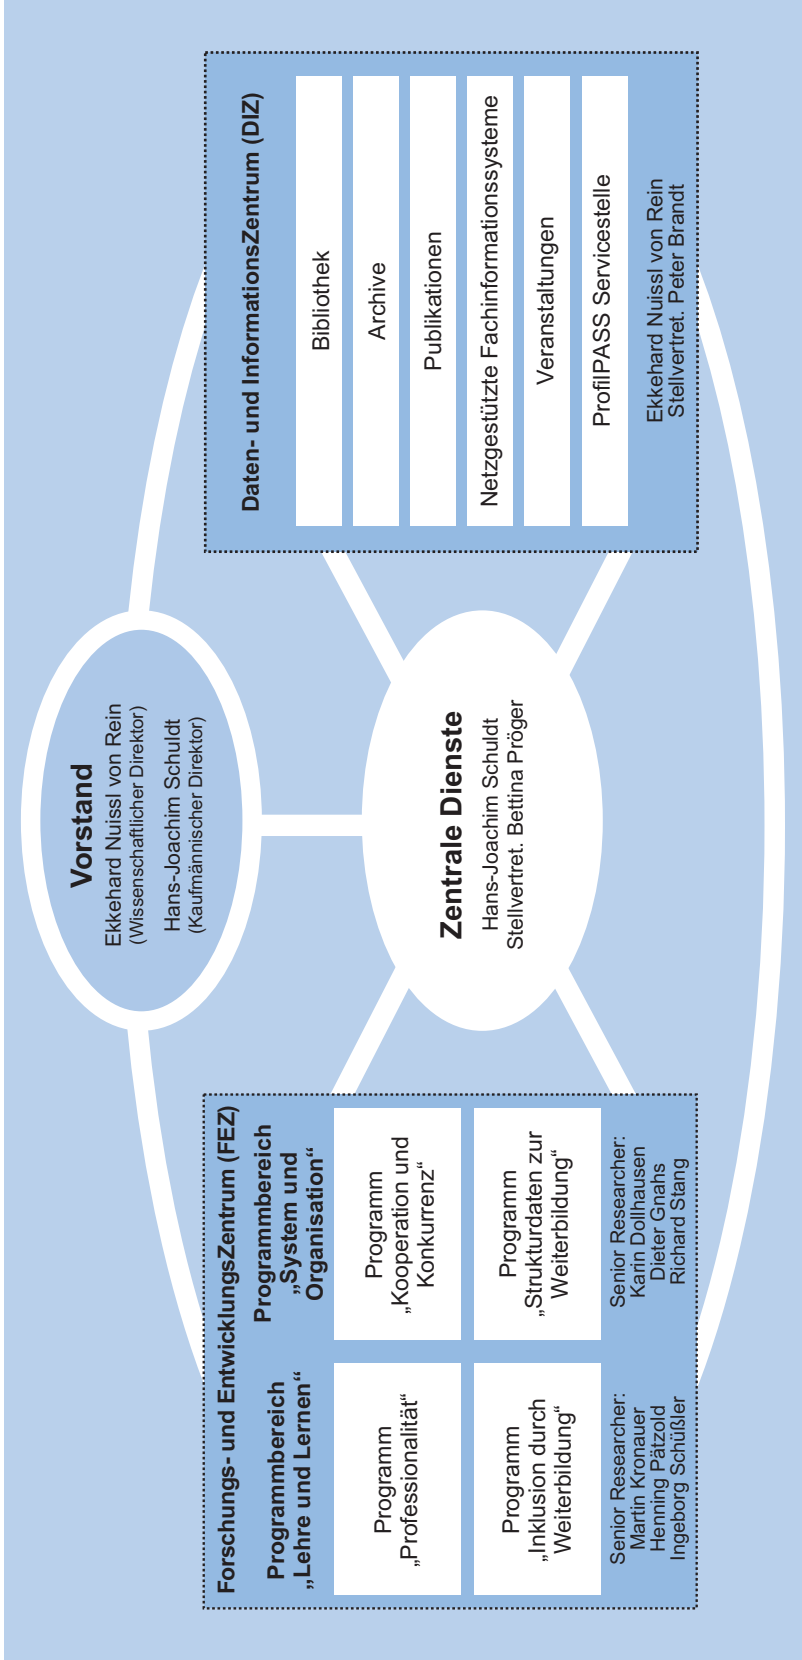 Vorstand
Ekkehard Nuissl von Rein
(Wissenschaftlicher Direktor)
Hans-Joachim Schuldt
(Kaufmännischer Direktor)
Forschungs- und EntwicklungsZentrum (FEZ)
Programmbereich
„Lehre und Lernen“
Programm
„Professionalität“
Programm
„Inklusion durch
Weiterbildung“
Senior Researcher:
Martin Kronauer
Henning Pätzold
Ingeborg Schüßler
Programmbereich
„System und
Organisation“
Programm
„Kooperation und
Konkurrenz“
Programm
„Strukturdaten zur
Weiterbildung“
Senior Researcher:
Karin Dollhausen
Dieter Gnahs
Richard Stang
Zentrale Dienste
Hans-Joachim Schuldt
Stellvertret. Bettina Pröger
Daten- und InformationsZentrum (DIZ)
Bibliothek
Archive
Publikationen
Netzgestützte Fachinformationssysteme
Veranstaltungen
ProfilPASS Servicestelle
Ekkehard Nuissl von Rein
Stellvertret. Peter Brandt